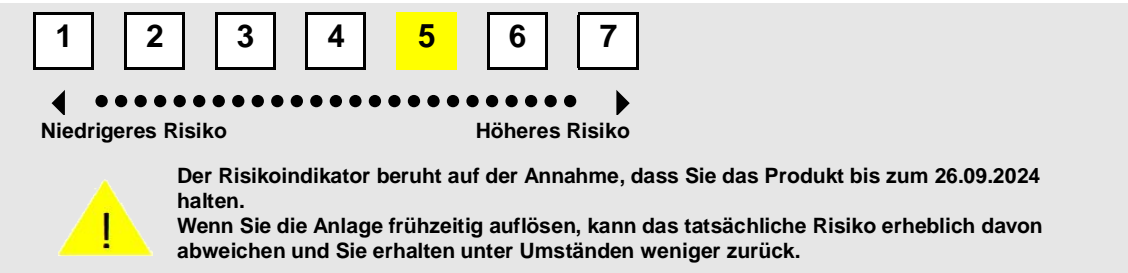 1 2 3 4 5 6 7
Niedrigeres Risiko Höheres Risiko
Der Risikoindikator beruht auf der Annahme, dass Sie das Produkt bis zum 26.09.2024
halten.
Wenn Sie die Anlage frühzeitig auflösen, kann das tatsächliche Risiko erheblich davon
abweichen und Sie erhalten unter Umständen weniger zurück.
!